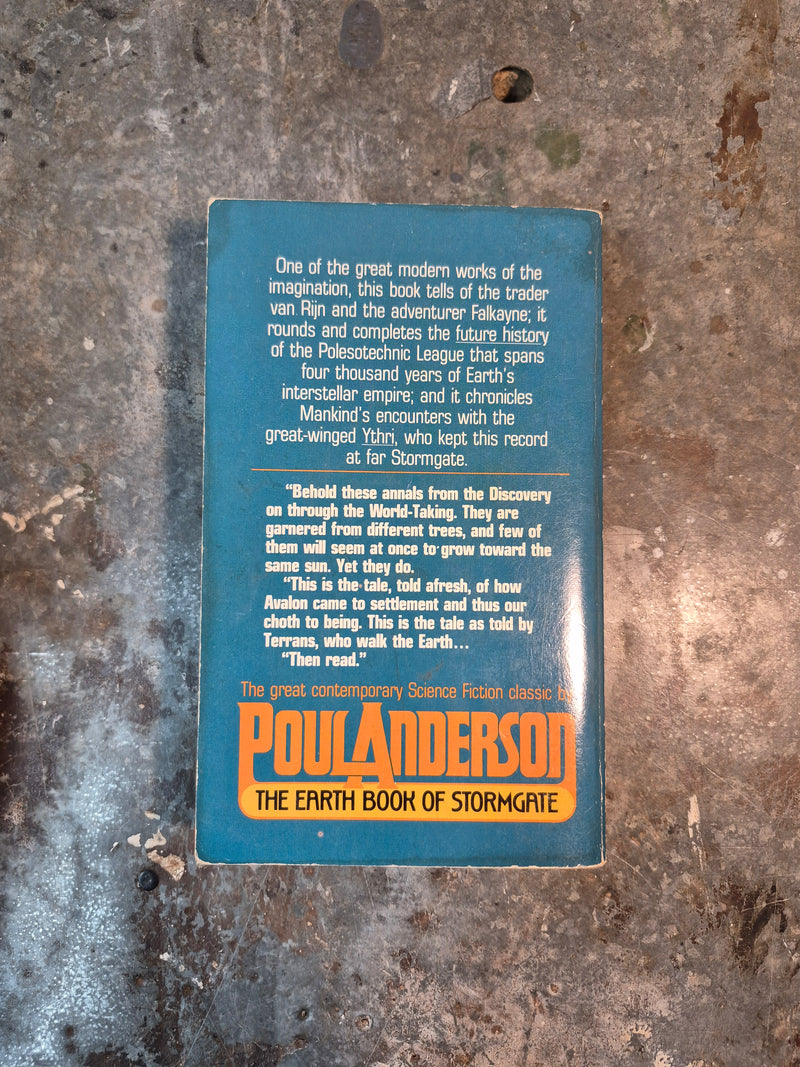 One of the great modern works of the
imagination, this book tells of the trader
van Rijn and the adventurer Falkayne; it
rounds and completes the future history
of the Polesotechnic League that spans
four thousand years of Earth's
interstellar empire; and it chronicles
Mankind's encounters with the
great-winged Ythri, who kept this record
at far Stormgate.
"Behold these annals from the Discovery
on through the World-Taking. They are
garnered from different trees, and few of
them will seem at once to grow toward the
same sun. Yet they do.
"This is the tale, told afresh, of how
Avalon came to settlement and thus our
choth to being. This is the tale as told by
Terrans, who walk the Earth...
"Then read."
The great contemporary Science Fiction classic by
POUL ANDERSON
THE EARTH BOOK OF STORMGATE